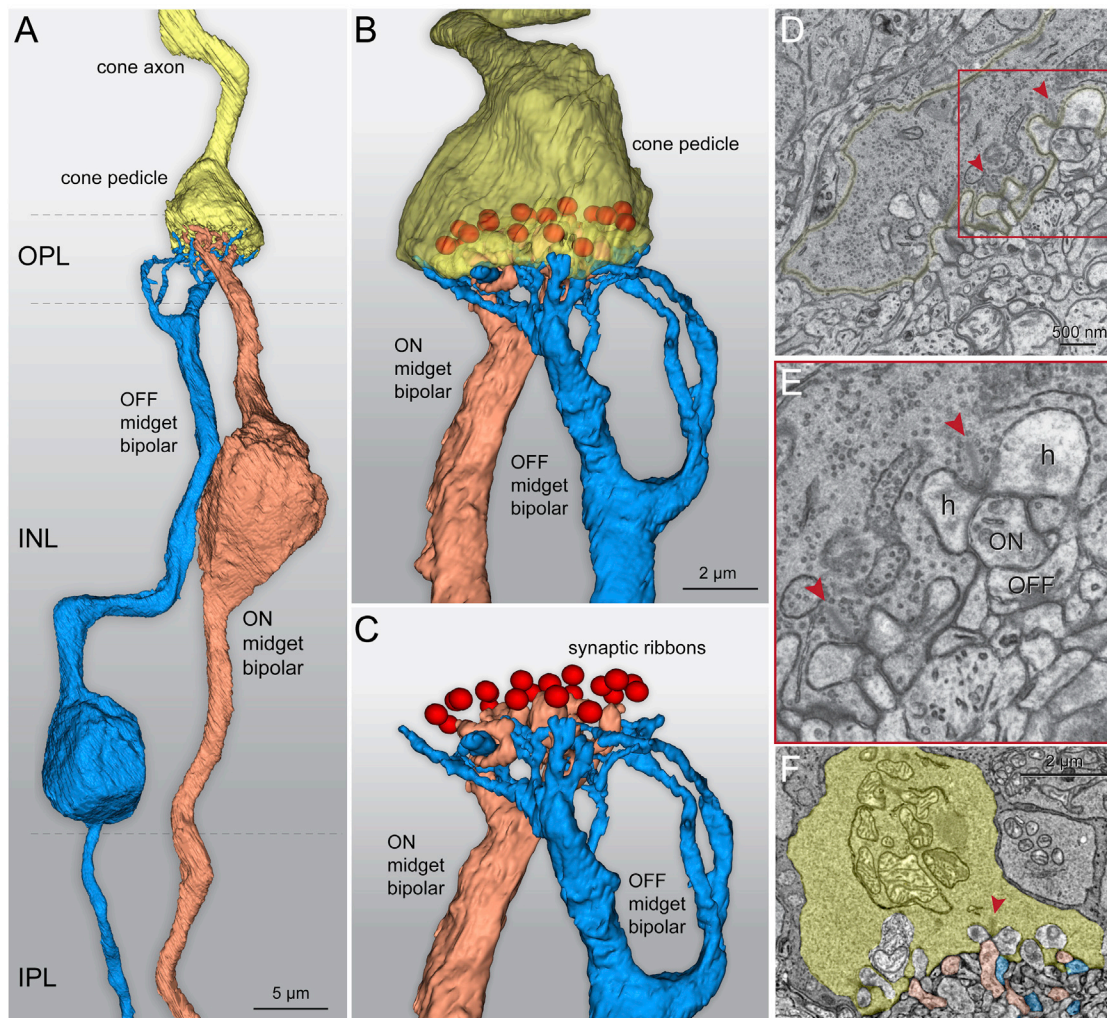 A
cone axon
cone pedicle
OPL
OFF
midget
bipolar
INL
ON
midget
bipolar
IPL
5 µm
B
cone pedicle
ON
midget
bipolar
OFF
midget
bipolar
2 µm
C
synaptic ribbons
ON
midget
bipolar
OFF
midget
bipolar
D
500 nm
E
h
h
ON
OFF
F
2 µm